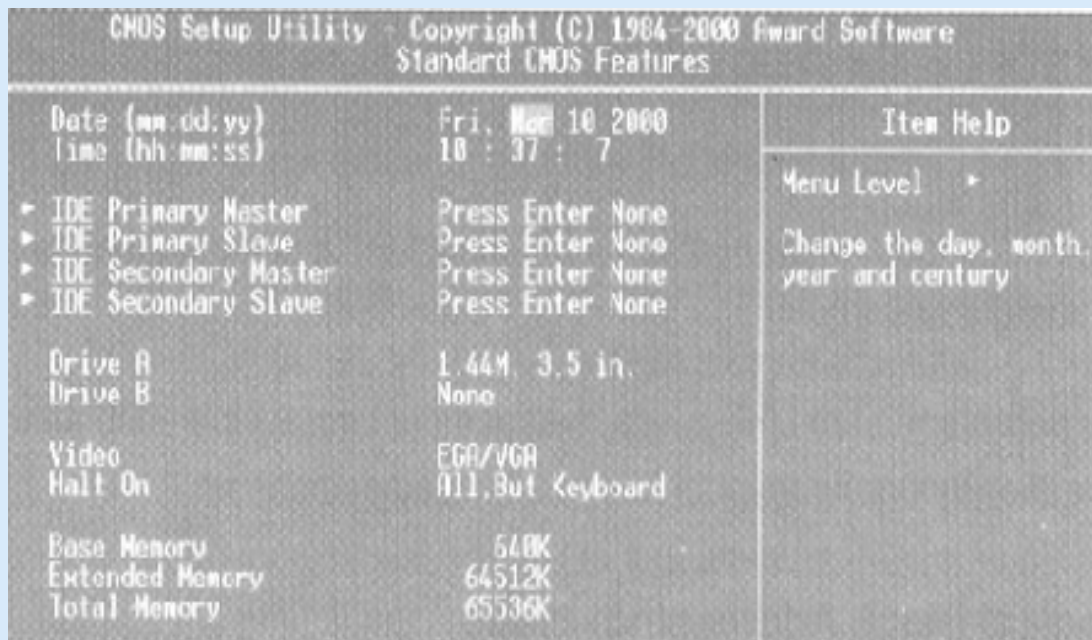 CMOS Setup Utility - Copyright (C) 1984-2000 Award Software
Standard CMOS Features
Date (mm:dd:yy) Fri, Mar 10 2000
Time (hh:mm:ss) 10 : 37 : 7
► IDE Primary Master Press Enter None
► IDE Primary Slave Press Enter None
► IDE Secondary Master Press Enter None
► IDE Secondary Slave Press Enter None
Drive A 1.44M, 3.5 in.
Drive B None
Video EGA/VGA
Halt On All,But Keyboard
Base Memory 640K
Extended Memory 64512K
Total Memory 65536K
Item Help
Menu Level ►
Change the day, month,
year and century